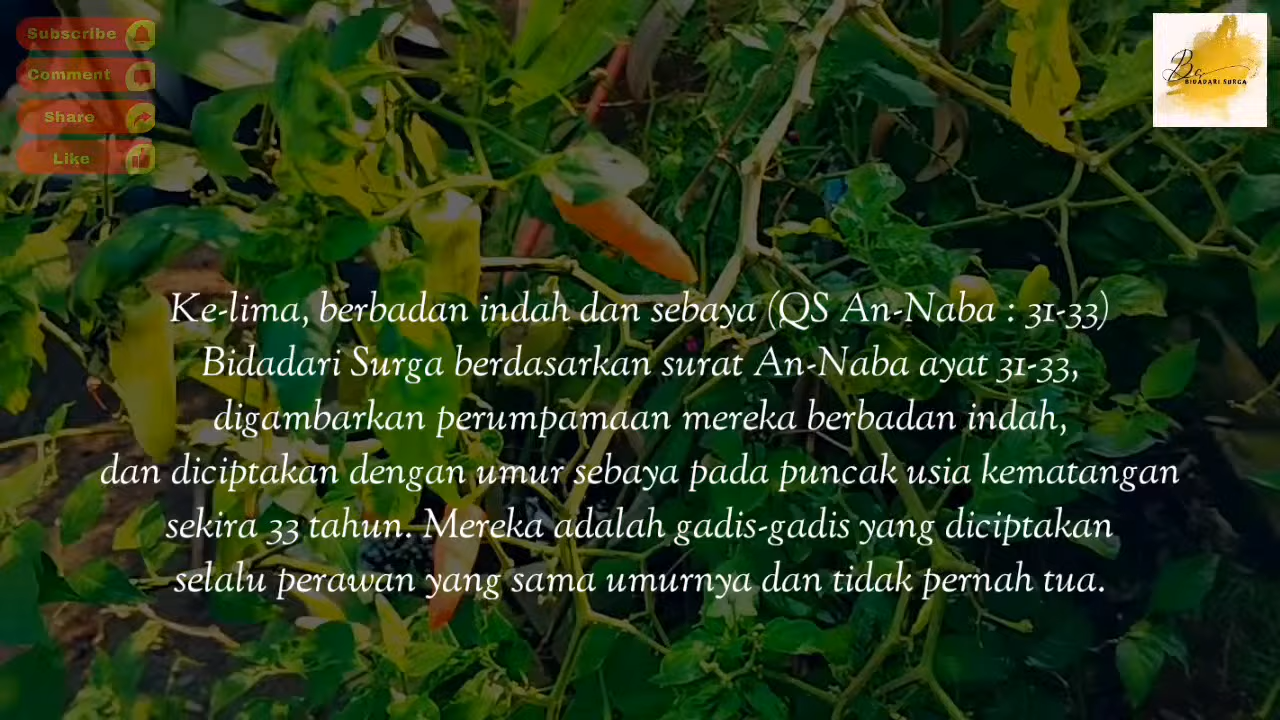 Subscribe
Comment
Share
Like
BIDADARI SURGA
Ke-lima, berbadan indah dan sebaya (QS An-Naba : 31-33)
Bidadari Surga berdasarkan surat An-Naba ayat 31-33,
digambarkan perumpamaan mereka berbadan indah,
dan diciptakan dengan umur sebaya pada puncak usia kematangan
sekira 33 tahun. Mereka adalah gadis-gadis yang diciptakan
selalu perawan yang sama umurnya dan tidak pernah tua.